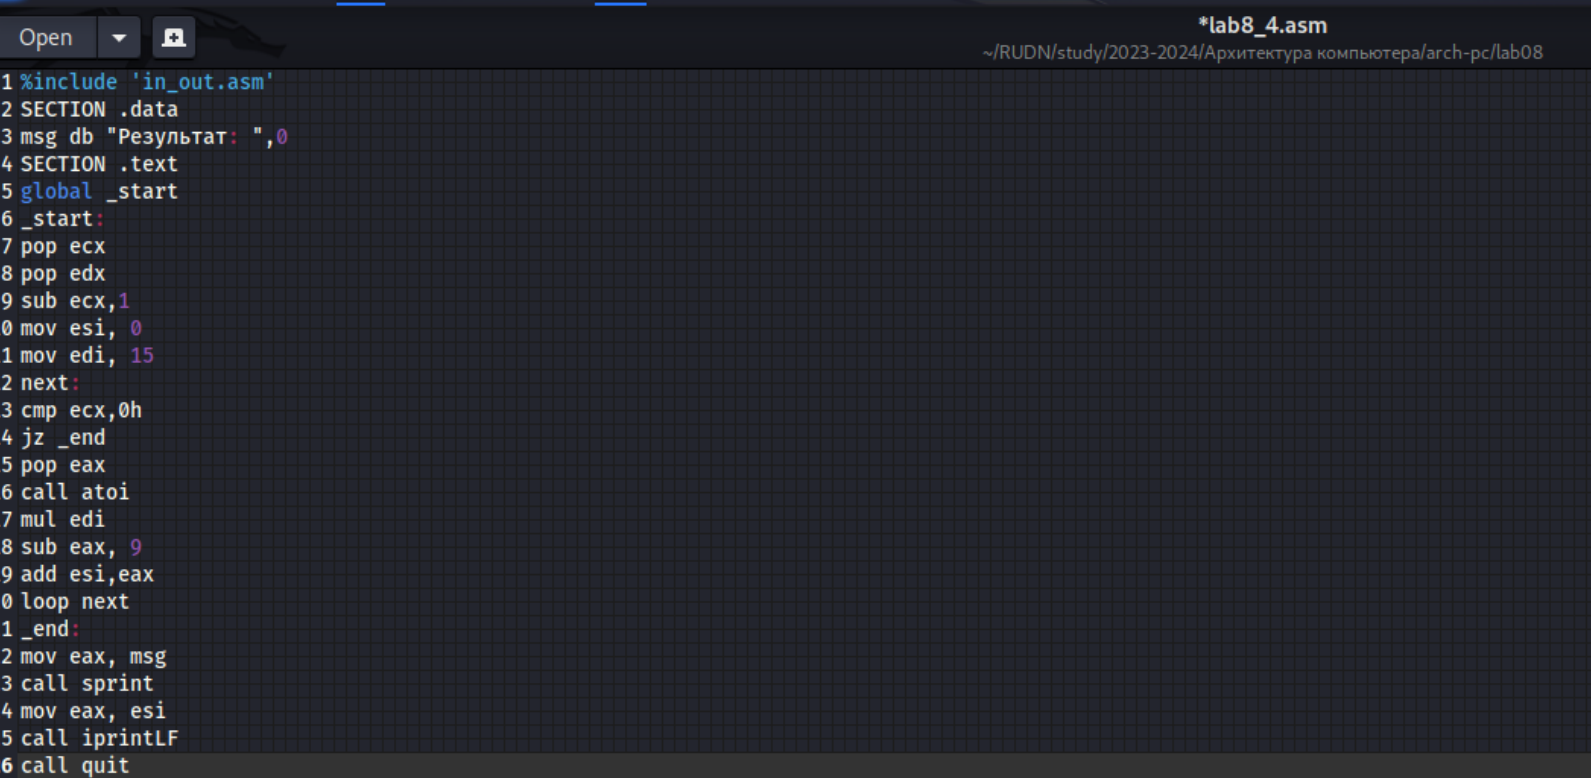 Open
*lab8_4.asm
~/RUDN/study/2023-2024/Архитектура компьютера/arch-pc/lab08
1 %include 'in_out.asm'
2 SECTION .data
3 msg db "Результат: ",0
4 SECTION .text
5 global _start
6 _start:
7 pop ecx
8 pop edx
9 sub ecx,1
0 mov esi, 0
1 mov edi, 15
2 next:
3 cmp ecx,0h
4 jz _end
5 pop eax
6 call atoi
7 mul edi
8 sub eax, 9
9 add esi,eax
0 loop next
1 _end:
2 mov eax, msg
3 call sprint
4 mov eax, esi
5 call iprintLF
6 call quit